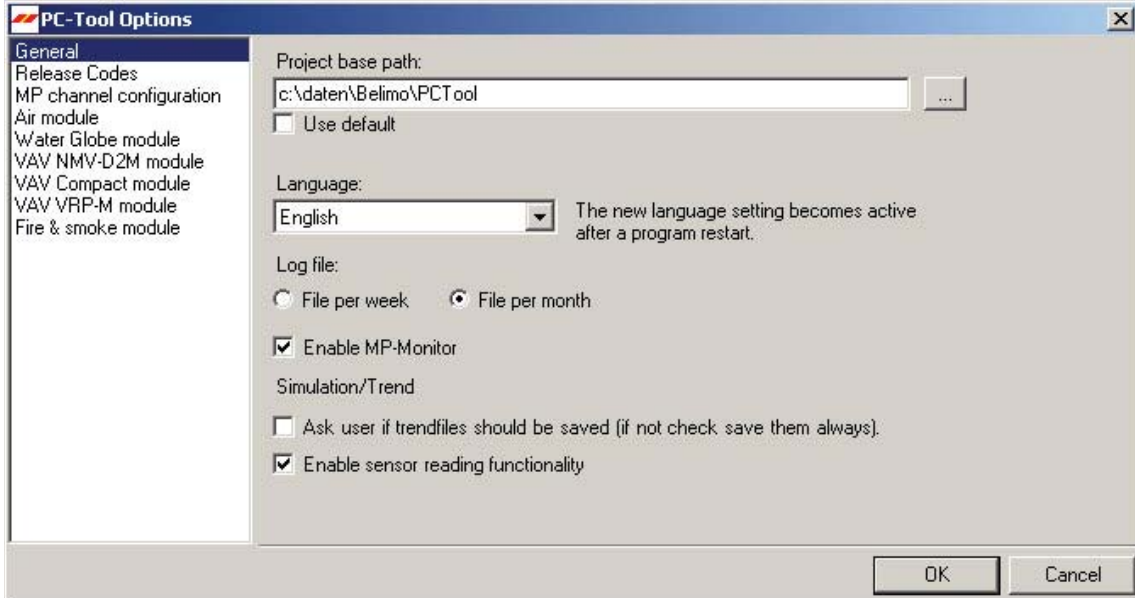 PC-Tool Options
General
Release Codes
MP channel configuration
Air module
Water Globe module
VAV NMV-D2M module
VAV Compact module
VAV VRP-M module
Fire & smoke module
Project base path:
c:\daten\Belimo\PCTool
...
Use default
Language:
English
The new language setting becomes active
after a program restart.
Log file:
File per week
File per month
Enable MP-Monitor
Simulation/Trend
Ask user if trendfiles should be saved (if not check save them always).
Enable sensor reading functionality
OK
Cancel